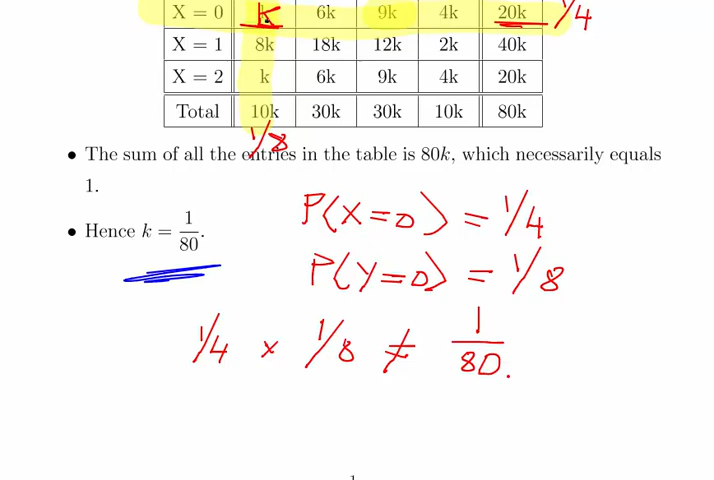 X = 0 k 6k 9k 4k 20k 1/4
X = 1 8k 18k 12k 2k 40k
X = 2 k 6k 9k 4k 20k
Total 10k 30k 30k 10k 80k
1/8
• The sum of all the entries in the table is 80k, which necessarily equals
1.
• Hence k = 1/80.
P(X=0) = 1/4
P(Y=0) = 1/8
1/4 × 1/8 ≠ 1/80.